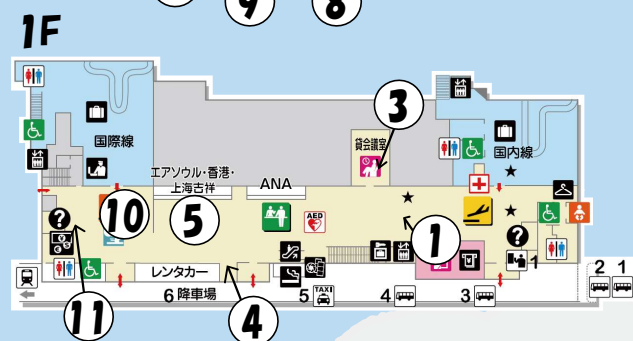 9 8
1F
3
国際線
貸会議室
国内線
エアソウル・香港・
上海吉祥
ANA
10
5
AED
1
?
?
レンタカー
1
2 1
6 降車場
5 TAXI
4
3
11
4